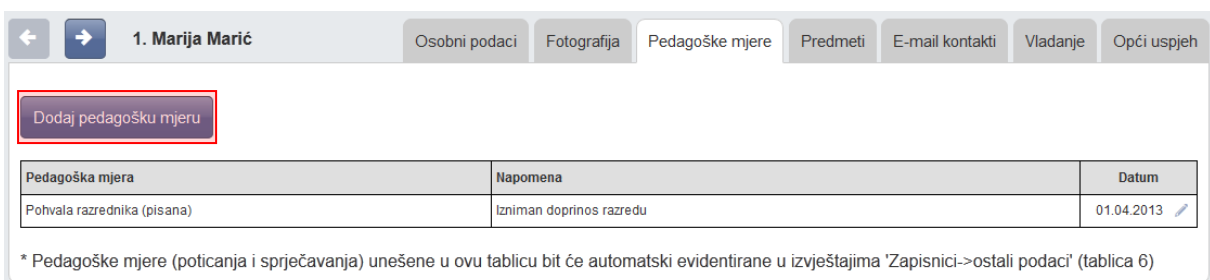 1. Marija Marić Osobni podaci Fotografija Pedagoške mjere Predmeti E-mail kontakti Vladanje Opći uspjeh
Dodaj pedagošku mjeru
Pedagoška mjera Napomena Datum
Pohvala razrednika (pisana) Izniman doprinos razredu 01.04.2013
* Pedagoške mjere (poticanja i sprječavanja) unešene u ovu tablicu bit će automatski evidentirane u izvještajima 'Zapisnici->ostali podaci' (tablica 6)